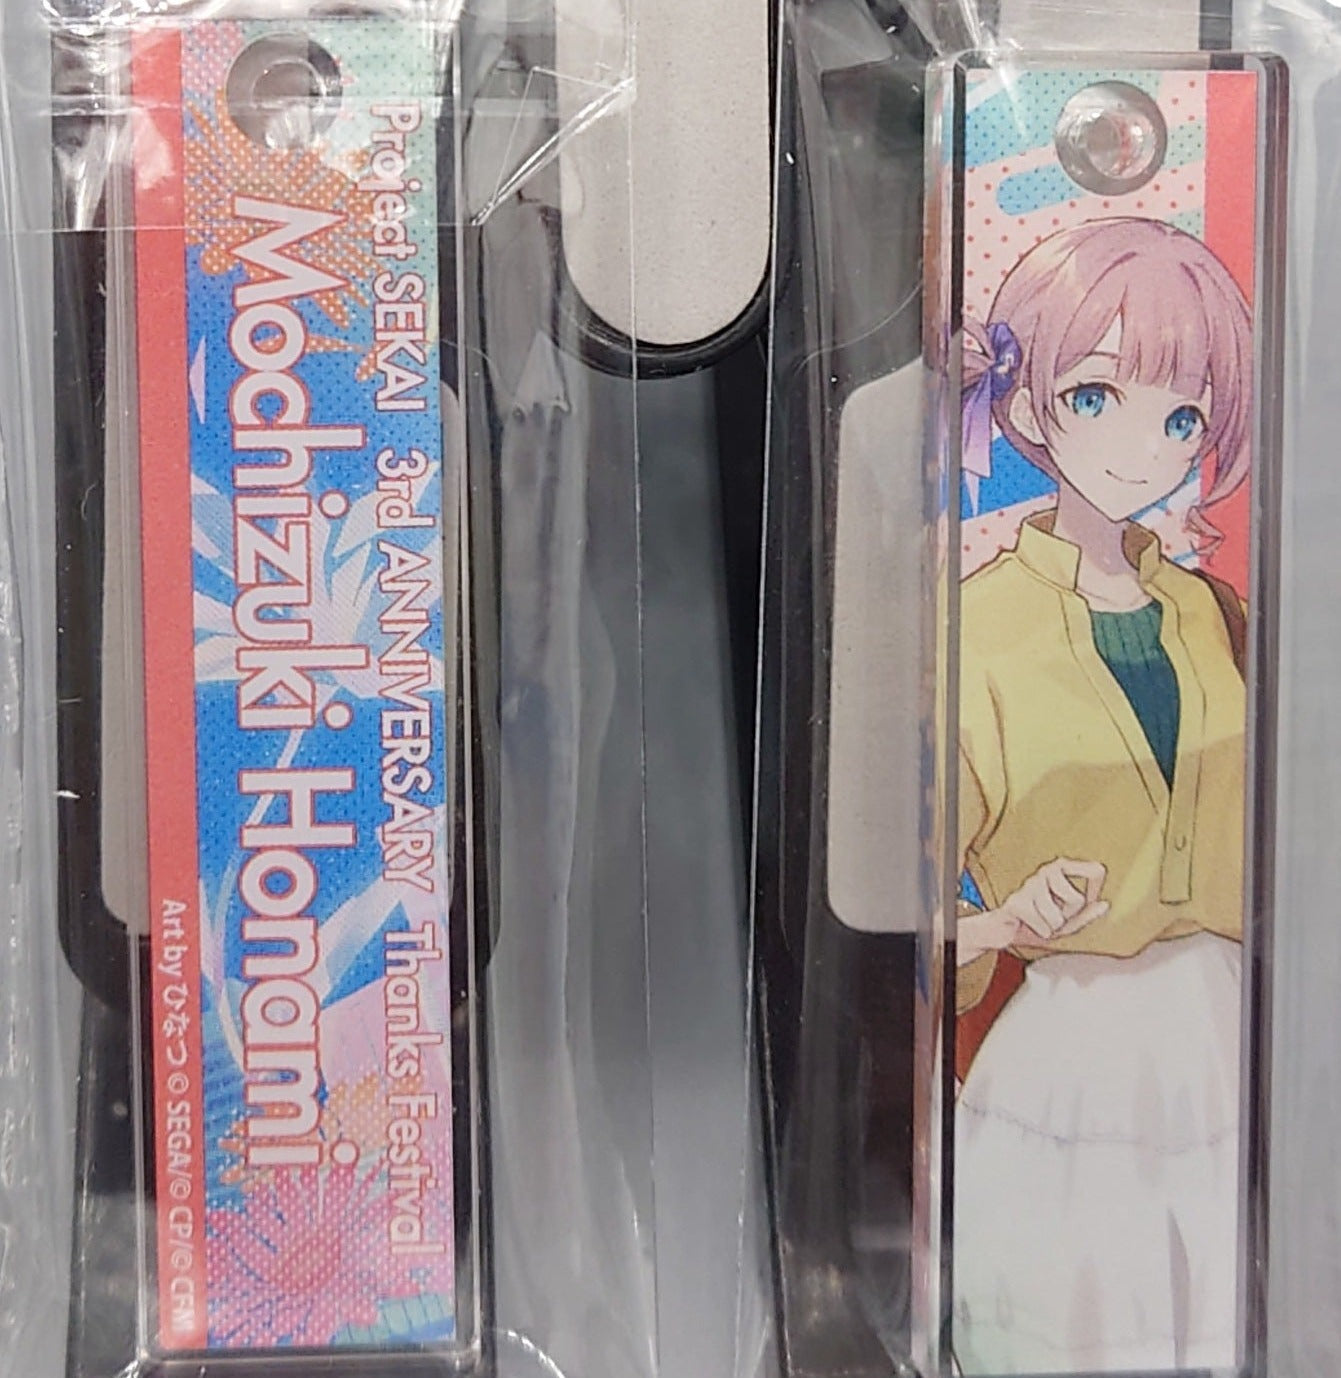 Project SEKAI 3rd ANNIVERSARY Thanks Festival
Mochizuki Honami
Art by ひなつ © SEGA/© CP/© CFM